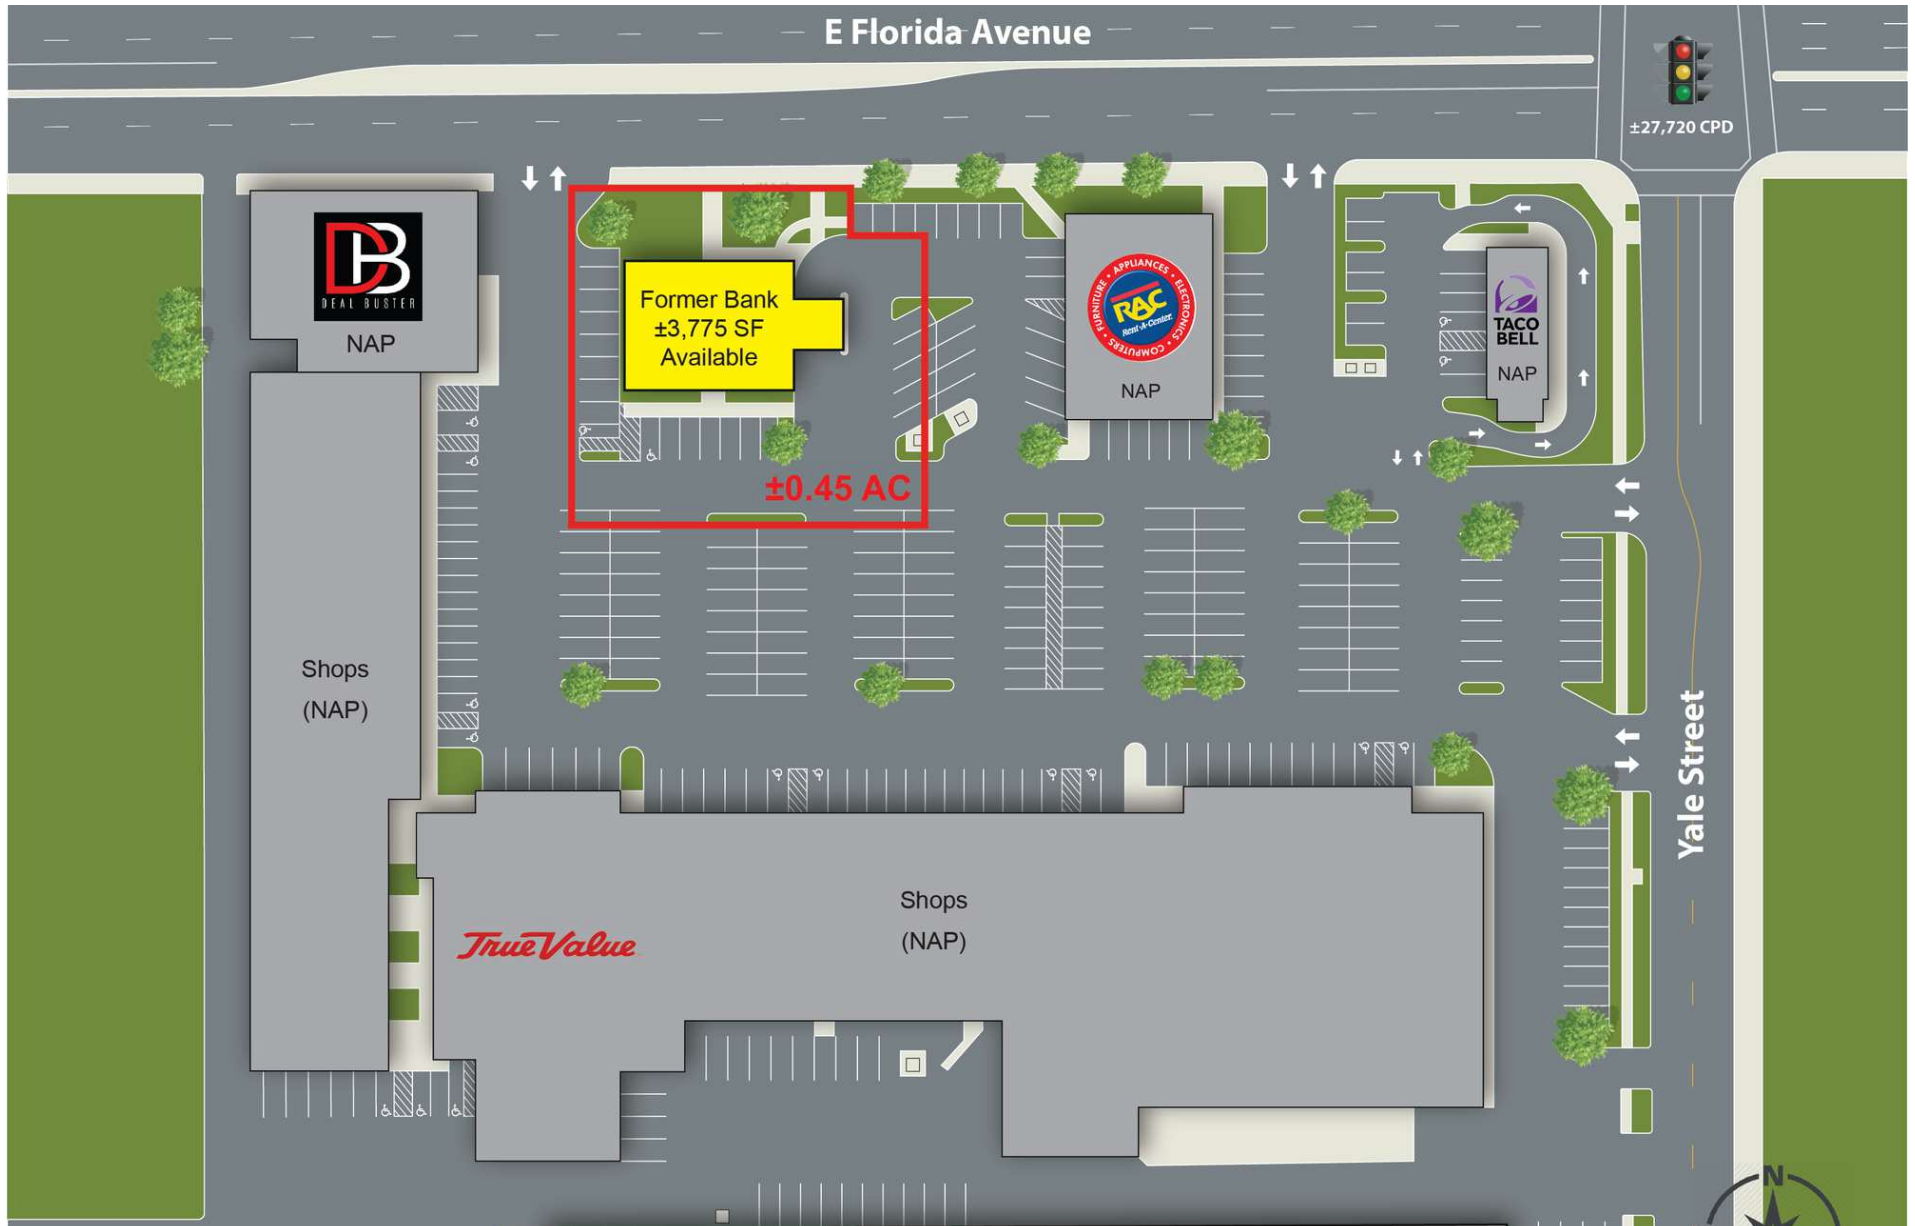 E Florida Avenue
±27,720 CPD
DB
DEAL BUSTER
NAP
Former Bank
±3,775 SF
Available
±0.45 AC
APPLIANCES • ELECTRONICS • COMPUTERS • FURNITURE •
RAC
Rent-A-Center
NAP
TACO
BELL
NAP
Shops
(NAP)
Yale Street
Shops
(NAP)
True Value
N